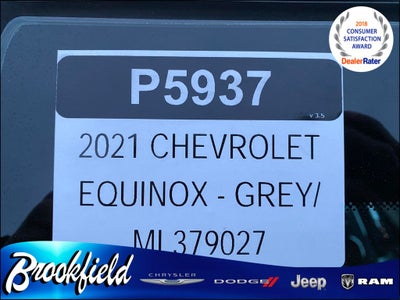 2018
CONSUMER
SATISFACTION
AWARD
DealerRater
P5937
v 3.5
2021 CHEVROLET
EQUINOX - GREY/
ML379027
Brookfield
CHRYSLER
DODGE
Jeep
RAM